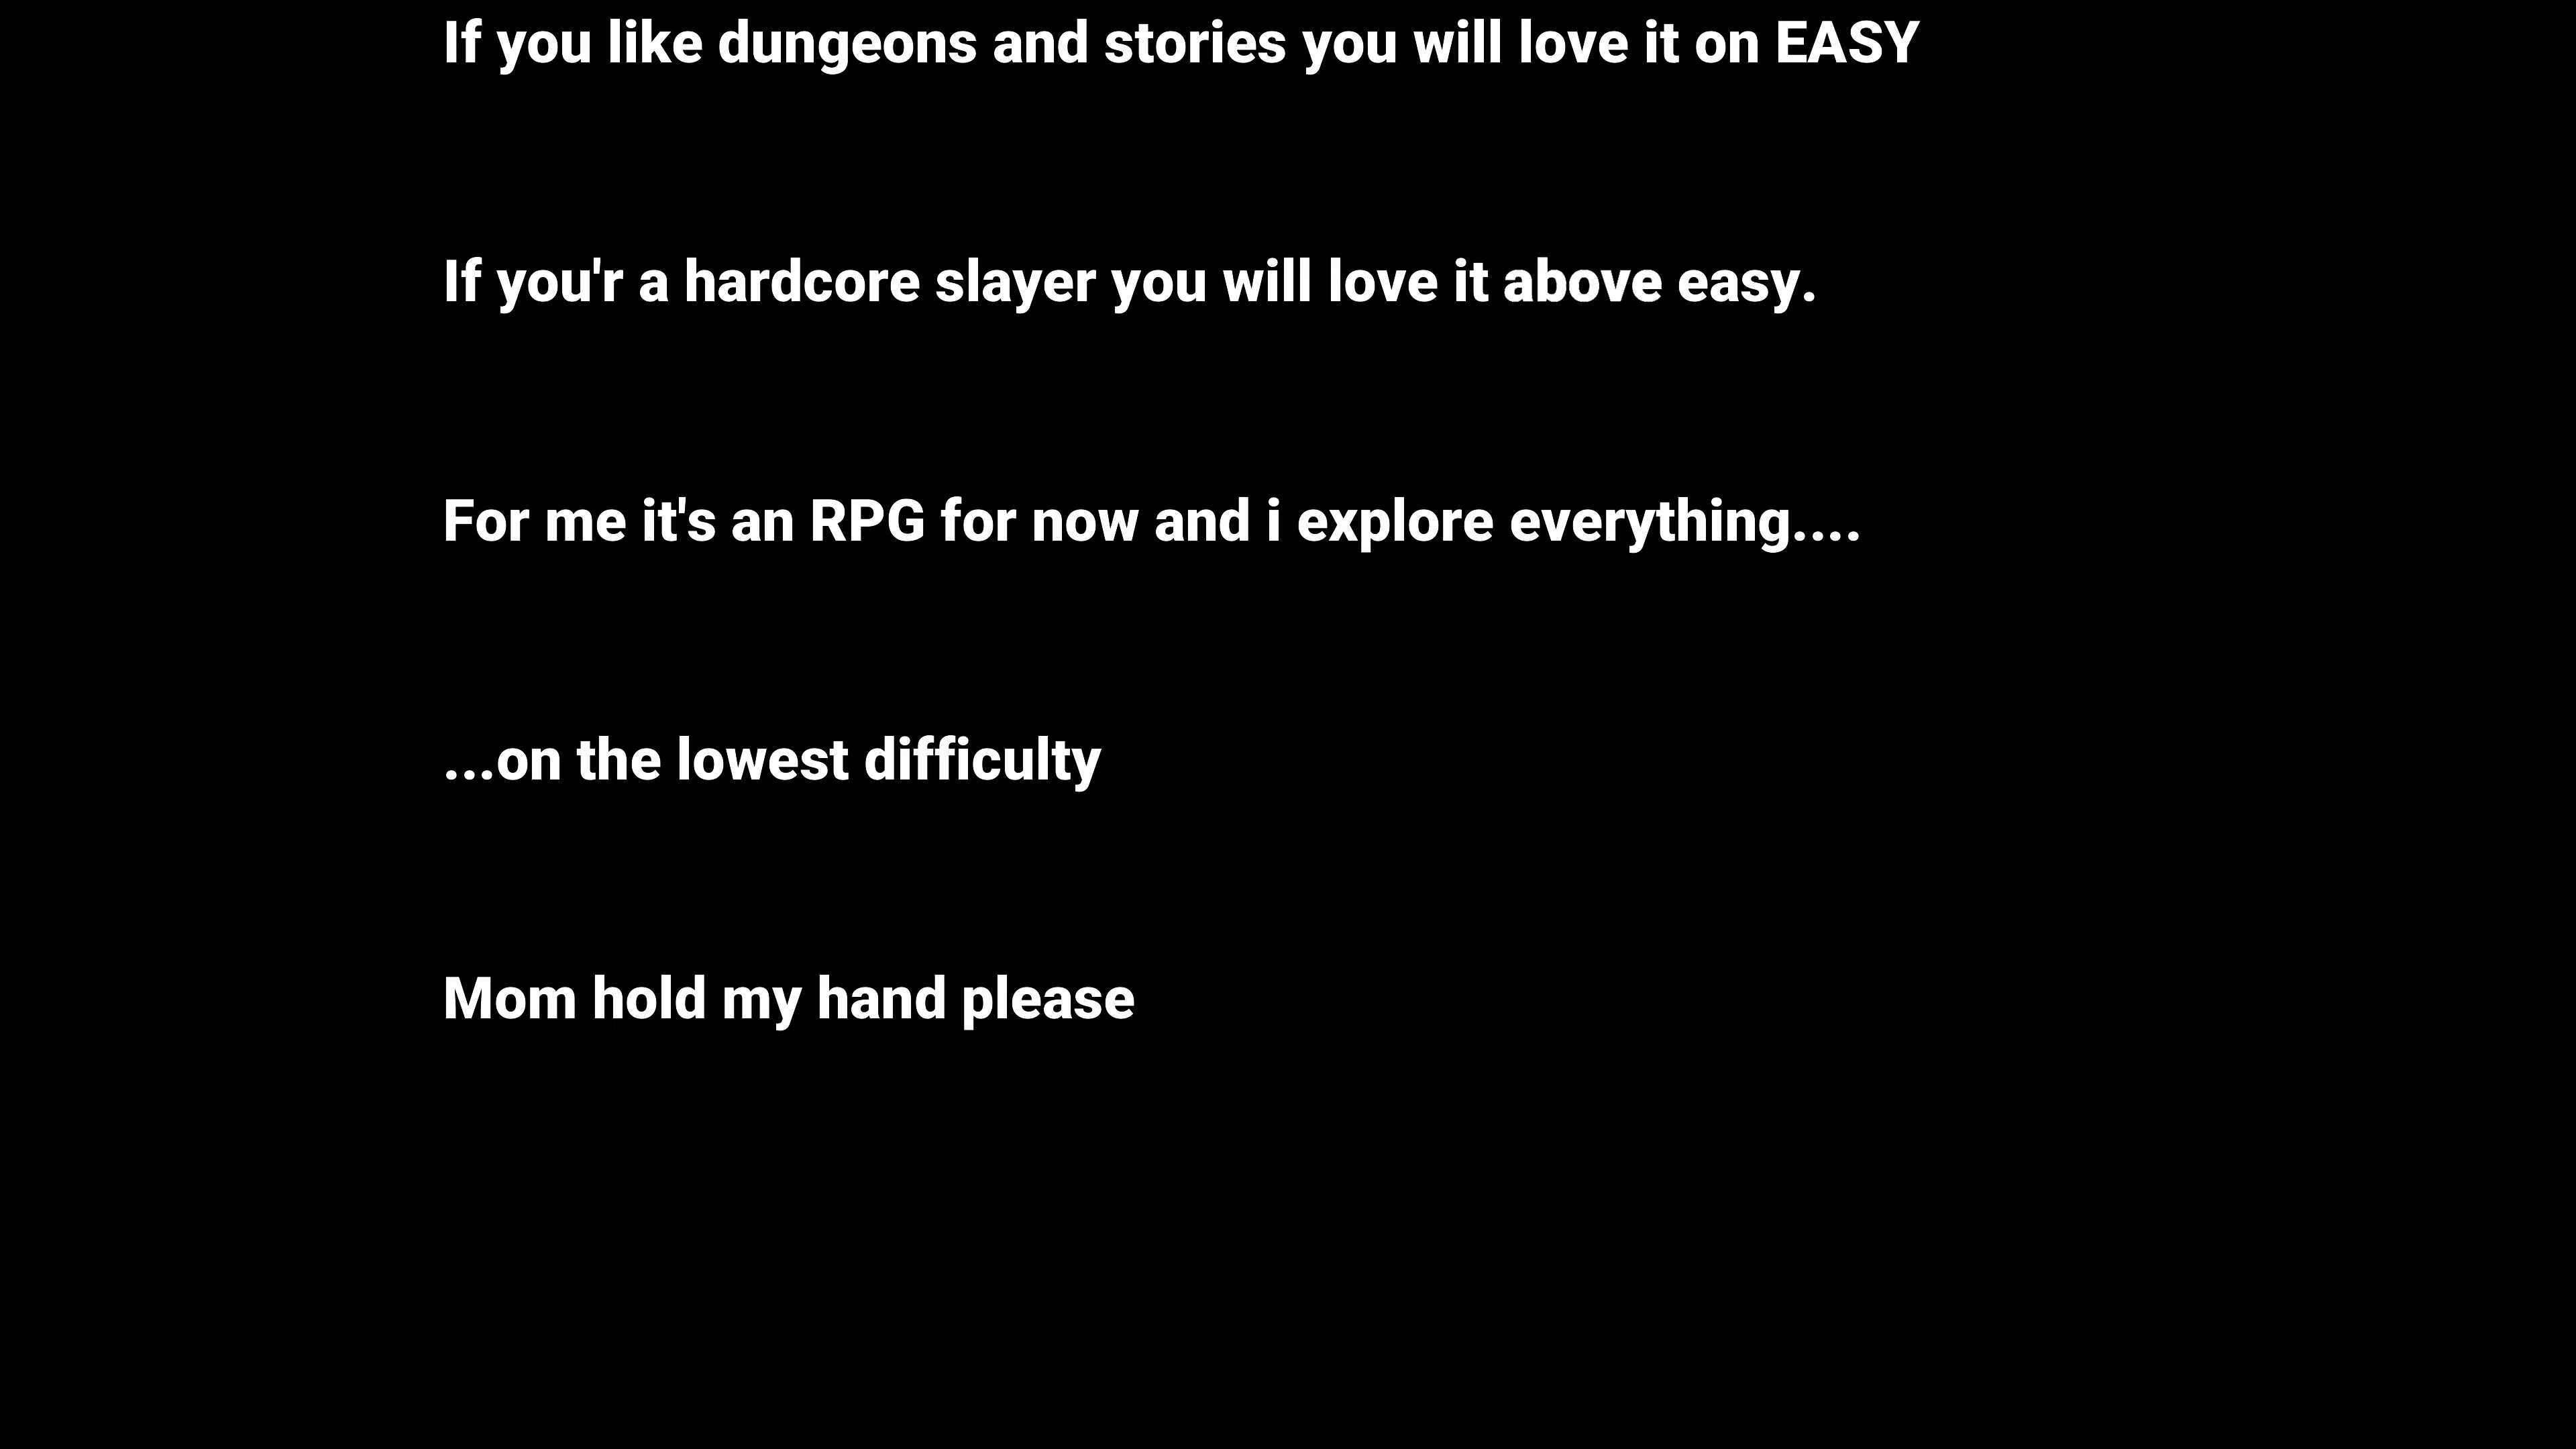 If you like dungeons and stories you will love it on EASY
If you'r a hardcore slayer you will love it above easy.
For me it's an RPG for now and i explore everything....
...on the lowest difficulty
Mom hold my hand please